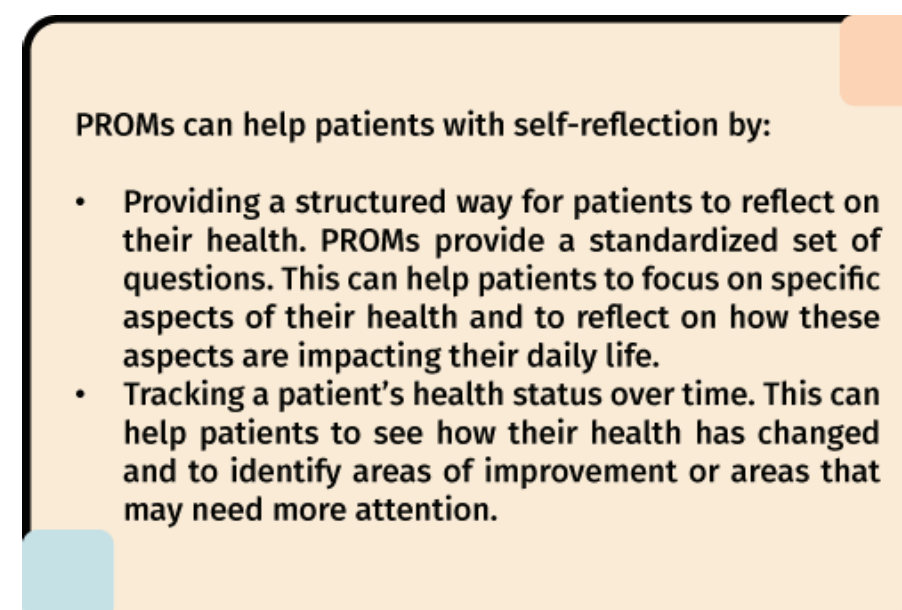 PROMs can help patients with self-reflection by:
• Providing a structured way for patients to reflect on
their health. PROMs provide a standardized set of
questions. This can help patients to focus on specific
aspects of their health and to reflect on how these
aspects are impacting their daily life.
• Tracking a patient’s health status over time. This can
help patients to see how their health has changed
and to identify areas of improvement or areas that
may need more attention.